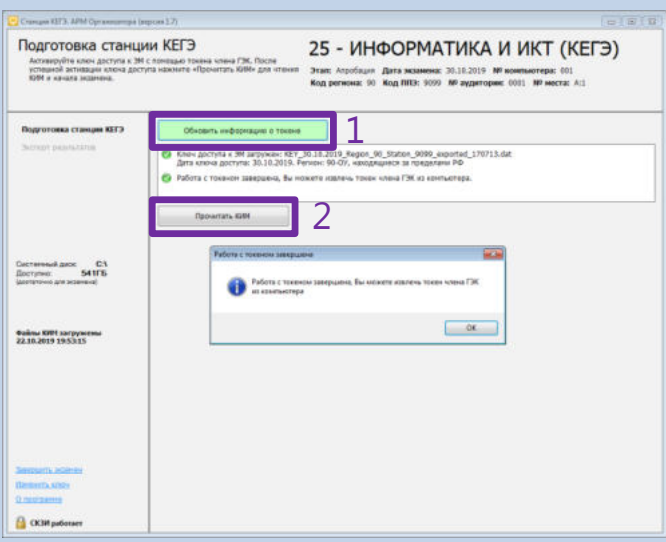 Станция КЕГЭ. АРМ Организатора (версия 1.7)
Подготовка станции КЕГЭ
Активируйте ключ доступа к ЭМ с помощью токена члена ГЭК. После
успешной активации ключа доступа нажмите «Прочитать КИМ» для чтения
КИМ и начала экзамена.
25 - ИНФОРМАТИКА И ИКТ (КЕГЭ)
Этап: Апробация Дата экзамена: 30.10.2019 № компьютера: 001
Код региона: 90 Код ППЭ: 9099 № аудитории: 0001 № места: А:1
Подготовка станции КЕГЭ
Экспорт результатов
Обновить информацию о токене
1
Ключ доступа к ЭМ загружен: KEY_30.10.2019_Region_90_Station_9099_exported_170713.dat
Дата ключа доступа: 30.10.2019. Регион: 90-ОУ, находящиеся за пределами РФ
Работа с токеном завершена, Вы можете извлечь токен члена ГЭК из компьютера.
Прочитать КИМ
2
Системный диск: C:\
Доступно: 541ГБ
(достаточно для экзамена)
Файлы КИМ загружены
22.10.2019 19:53:15
Работа с токеном завершена
Работа с токеном завершена, Вы можете извлечь токен члена ГЭК
из компьютера
OK
Завершить экзамен
Изменить ключ
О программе
СКЗИ работает